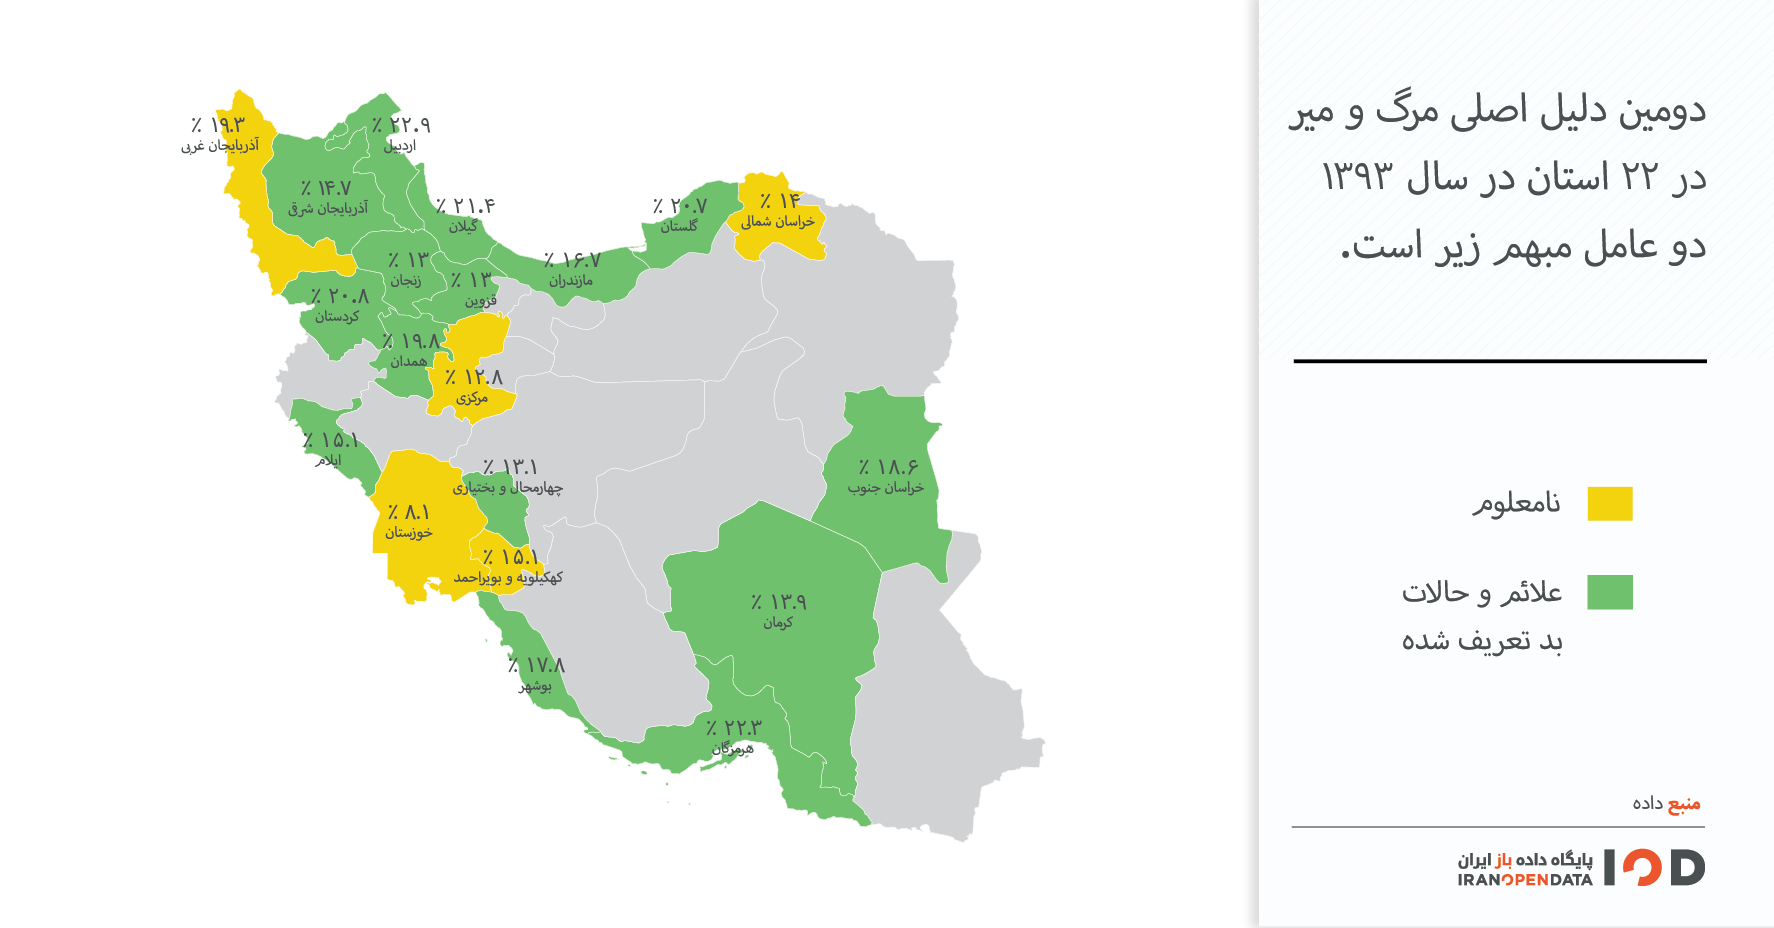 دومین دلیل اصلی مرگ و میر
در ۲۲ استان در سال ۱۳۹۳
دو عامل مبهم زیر است.
نامعلوم
علائم و حالات
بد تعریف شده
منبع داده
پایگاه داده باز ایران
IOD
IRANOPENDATA
٪ ۱۹.۳
آذربایجان غربی
٪ ۲۲.۹
اردبیل
٪ ۱۴.۷
آذربایجان شرقی
٪ ۲۱.۴
گیلان
٪ ۲۰.۷
گلستان
٪ ۱۴
خراسان شمالی
٪ ۱۶.۷
مازندران
٪ ۱۳
زنجان
٪ ۱۳
قزوین
٪ ۲۰.۸
کردستان
٪ ۱۹.۸
همدان
٪ ۱۲.۸
مرکزی
٪ ۱۵.۱
ایلام
٪ ۱۳.۱
چهارمحال و بختیاری
٪ ۱۸.۶
خراسان جنوب
٪ ۸.۱
خوزستان
٪ ۱۵.۱
کهکیلویه و بویراحمد
٪ ۱۳.۹
کرمان
٪ ۱۷.۸
بوشهر
٪ ۲۲.۳
هرمزگان